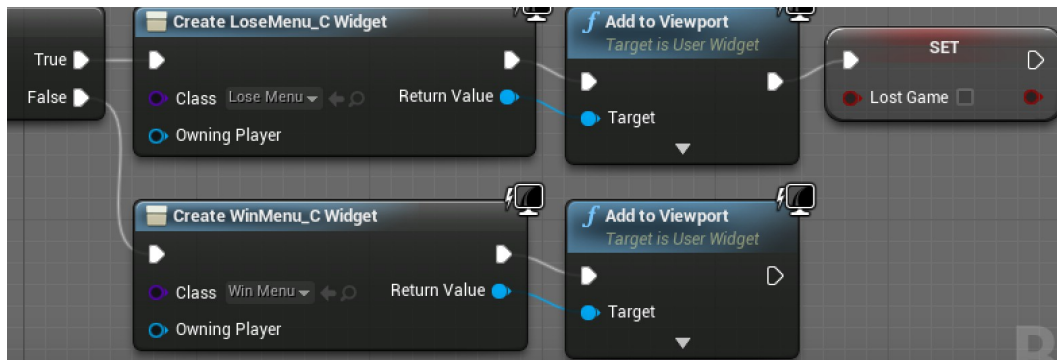 True
False
Create LoseMenu_C Widget
Class Lose Menu Return Value
Owning Player
Add to Viewport
Target is User Widget
Target
SET
Lost Game
Create WinMenu_C Widget
Class Win Menu Return Value
Owning Player
Add to Viewport
Target is User Widget
Target